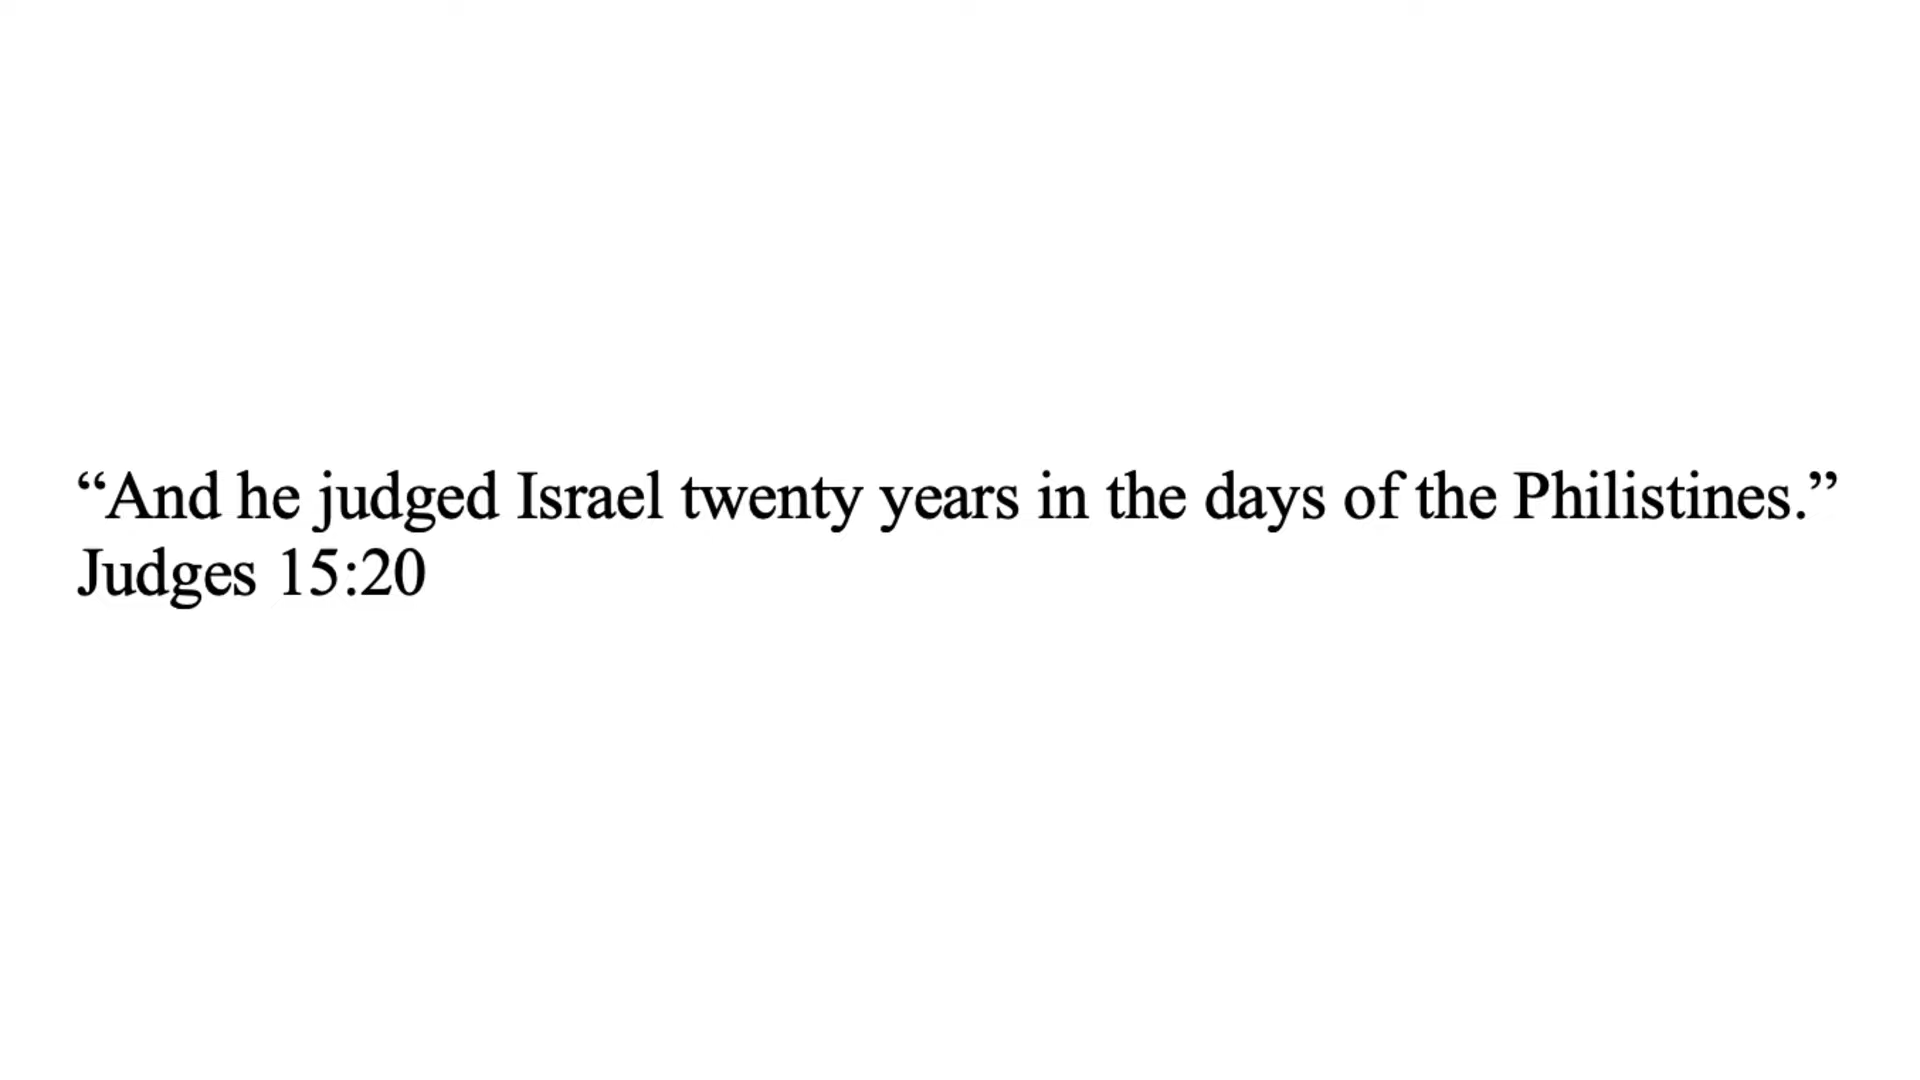 “And he judged Israel twenty years in the days of the Philistines.”
Judges 15:20